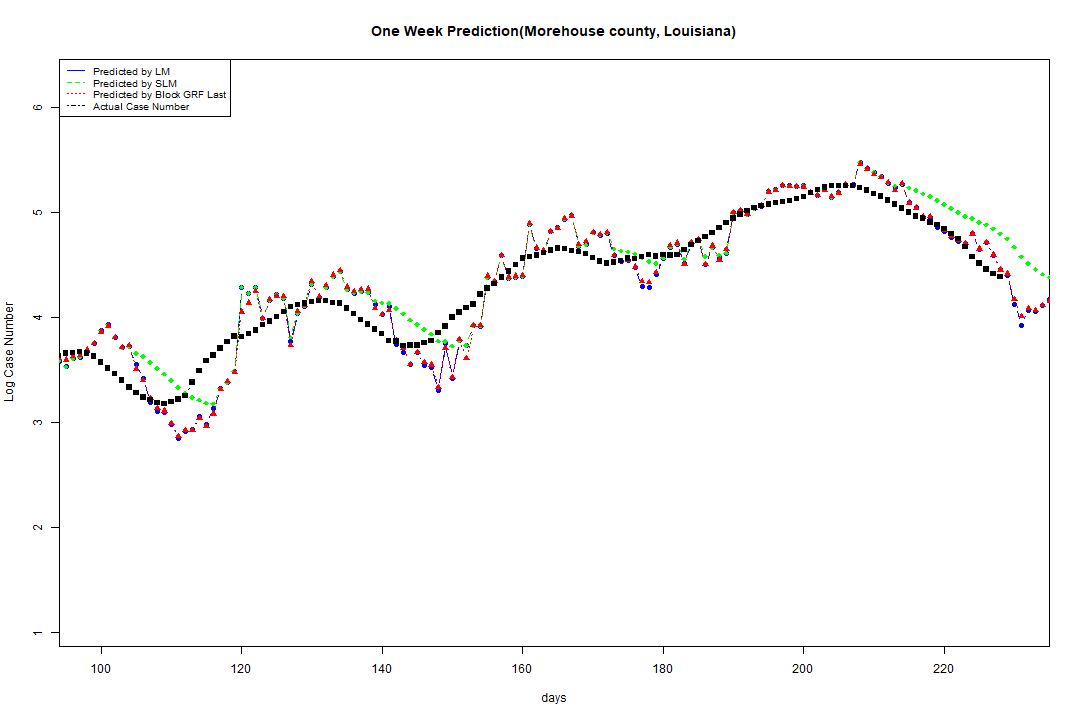 One Week Prediction(Morehouse county, Louisiana)
Predicted by LM
Predicted by SLM
Predicted by Block GRF Last
Actual Case Number
6
5
4
3
2
1
Log Case Number
100 120 140 160 180 200 220
days